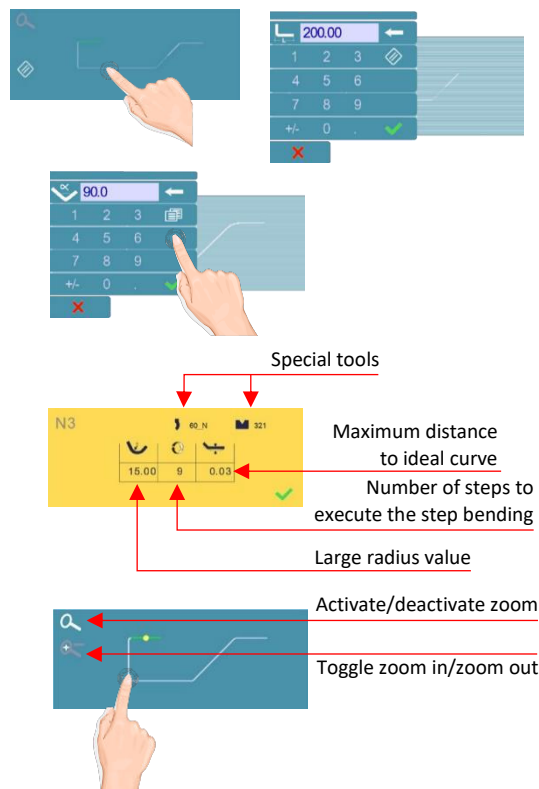 200.00
1 2 3
4 5 6
7 8 9
+/- 0 .
L
α
90.0
1 2 3
4 5 6
7 8 9
+/- 0 .
Special tools
N3
60_N
321
15.00 9 0.03
Maximum distance
to ideal curve
Number of steps to
execute the step bending
Large radius value
Activate/deactivate zoom
Toggle zoom in/zoom out